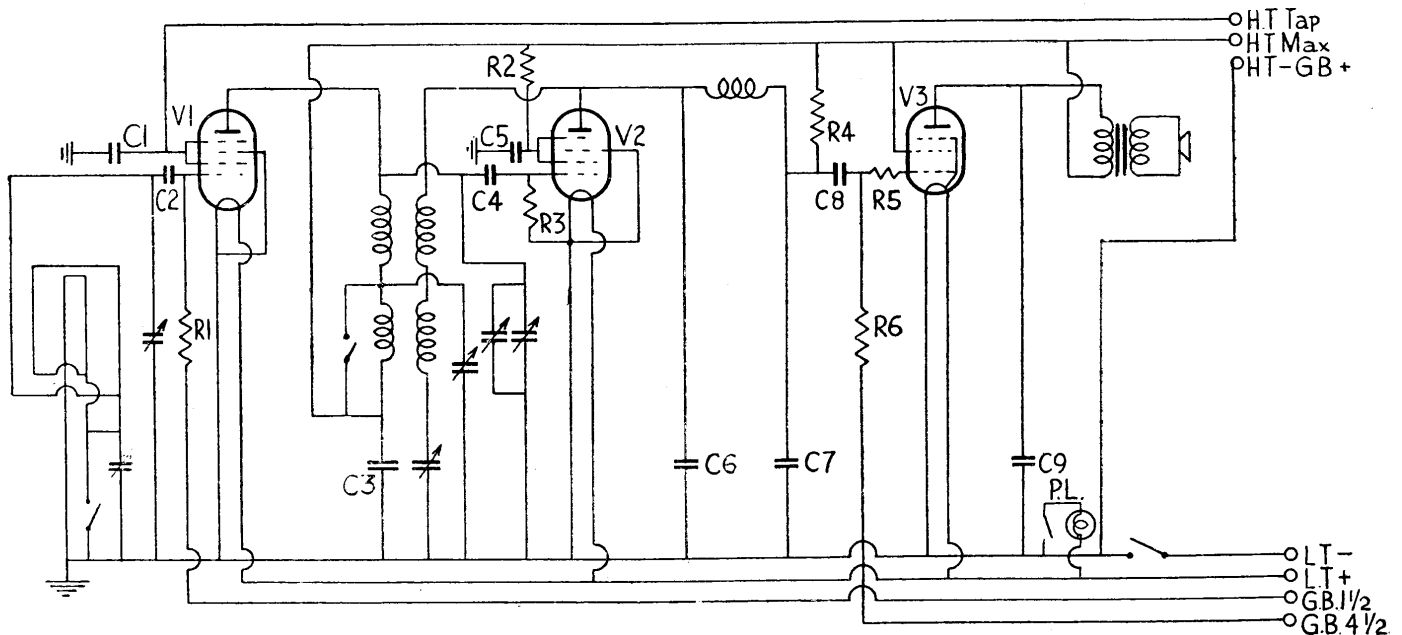 H.T Tap
HT Max
HT-GB+
R2
V1
V3
C1
C5
V2
R4
C2
C4
R3
C8
R5
R1
R6
C3
C6
C7
C9
P.L.
LT-
L.T+
G.B.1½
G.B.4½